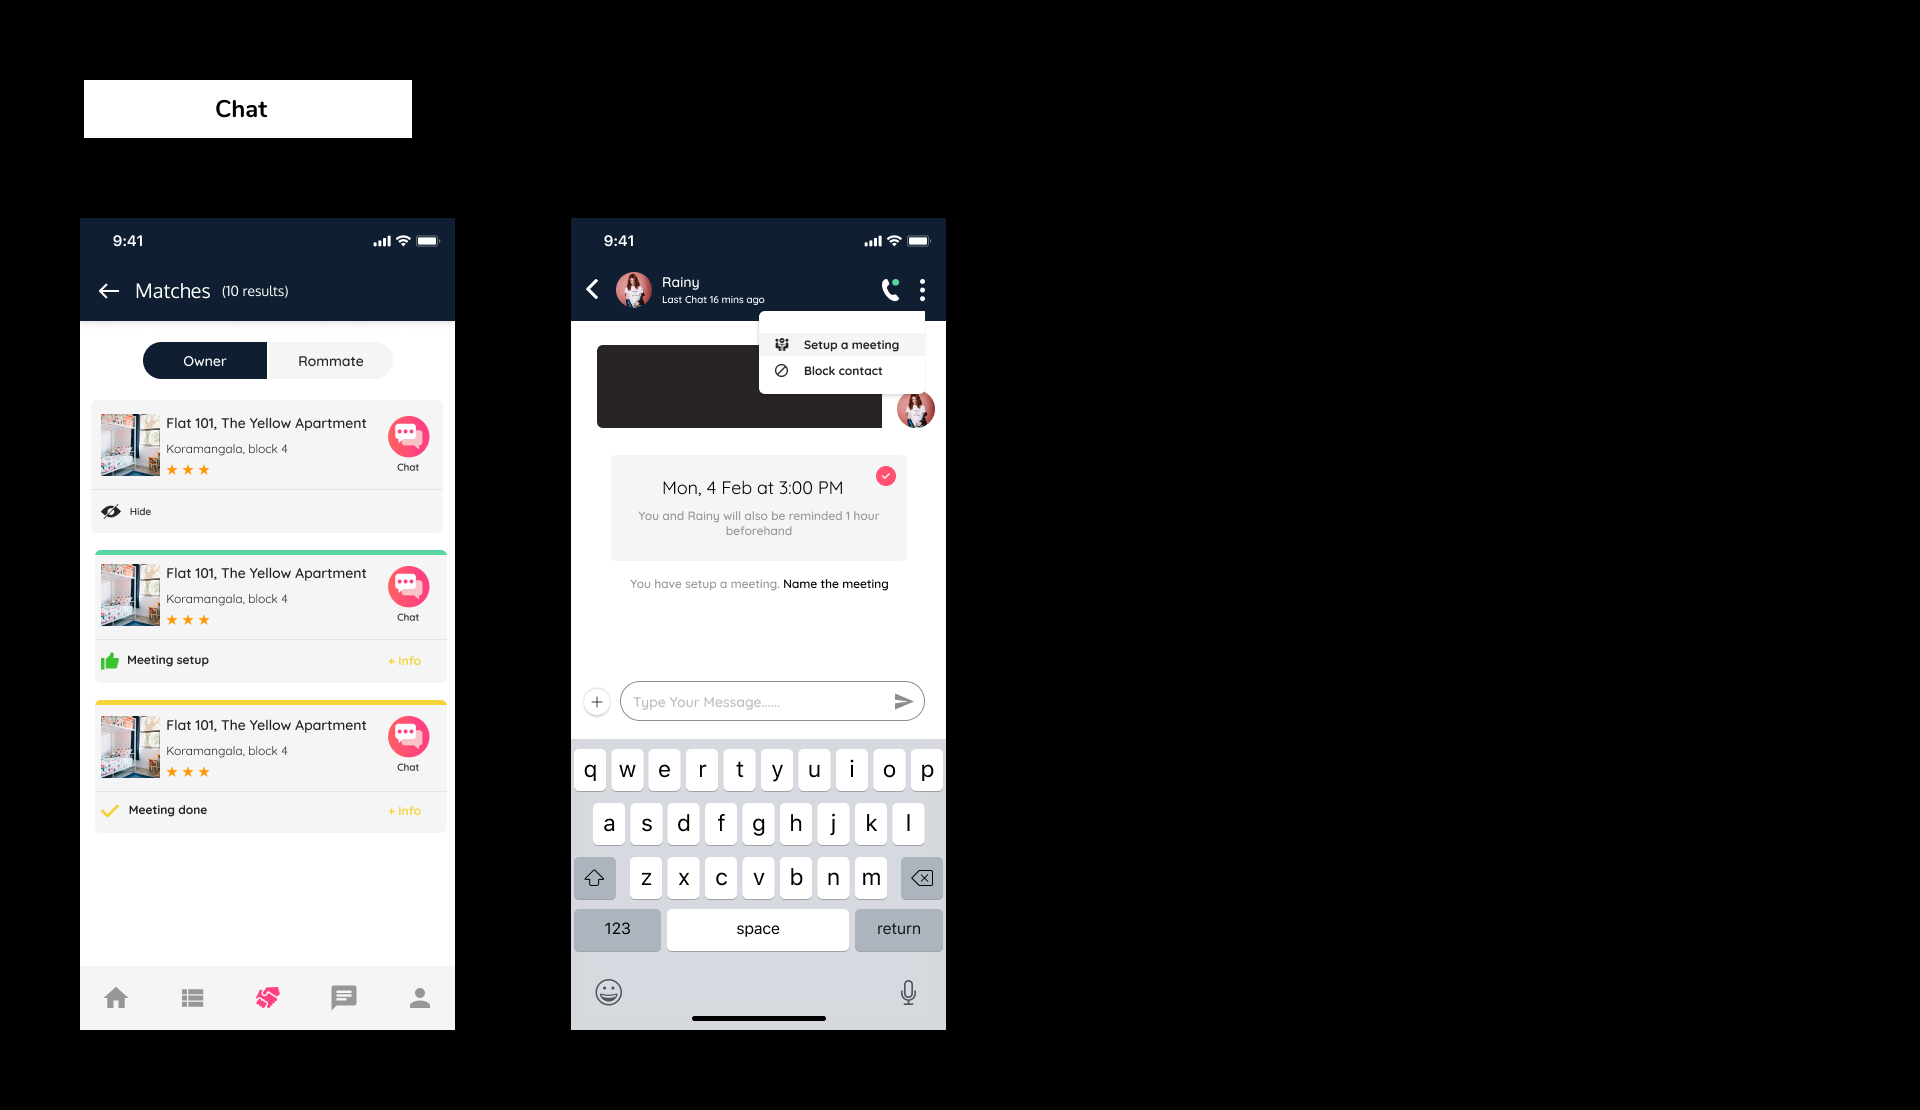 Chat
9:41
Matches (10 results)
Owner Rommate
Flat 101, The Yellow Apartment
Koramangala, block 4
Chat
Hide
Flat 101, The Yellow Apartment
Koramangala, block 4
Chat
Meeting setup + Info
Flat 101, The Yellow Apartment
Koramangala, block 4
Chat
Meeting done + Info
9:41
Rainy
Last Chat 16 mins ago
Setup a meeting
Block contact
Mon, 4 Feb at 3:00 PM
You and Rainy will also be reminded 1 hour
beforehand
You have setup a meeting. Name the meeting
Type Your Message......
q w e r t y u i o p
a s d f g h j k l
z x c v b n m
123 space return